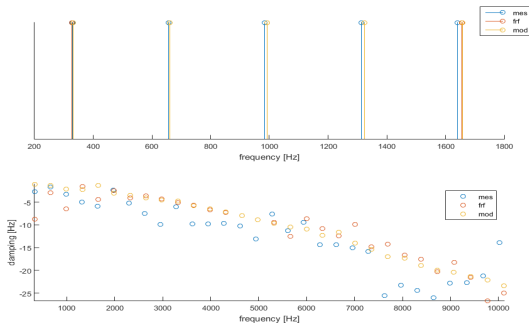 mes
frf
mod
200 400 600 800 1000 1200 1400 1600 1800
frequency [Hz]
mes
frf
mod
damping [Hz]
-5
-10
-15
-20
-25
1000 2000 3000 4000 5000 6000 7000 8000 9000 10000
frequency [Hz]